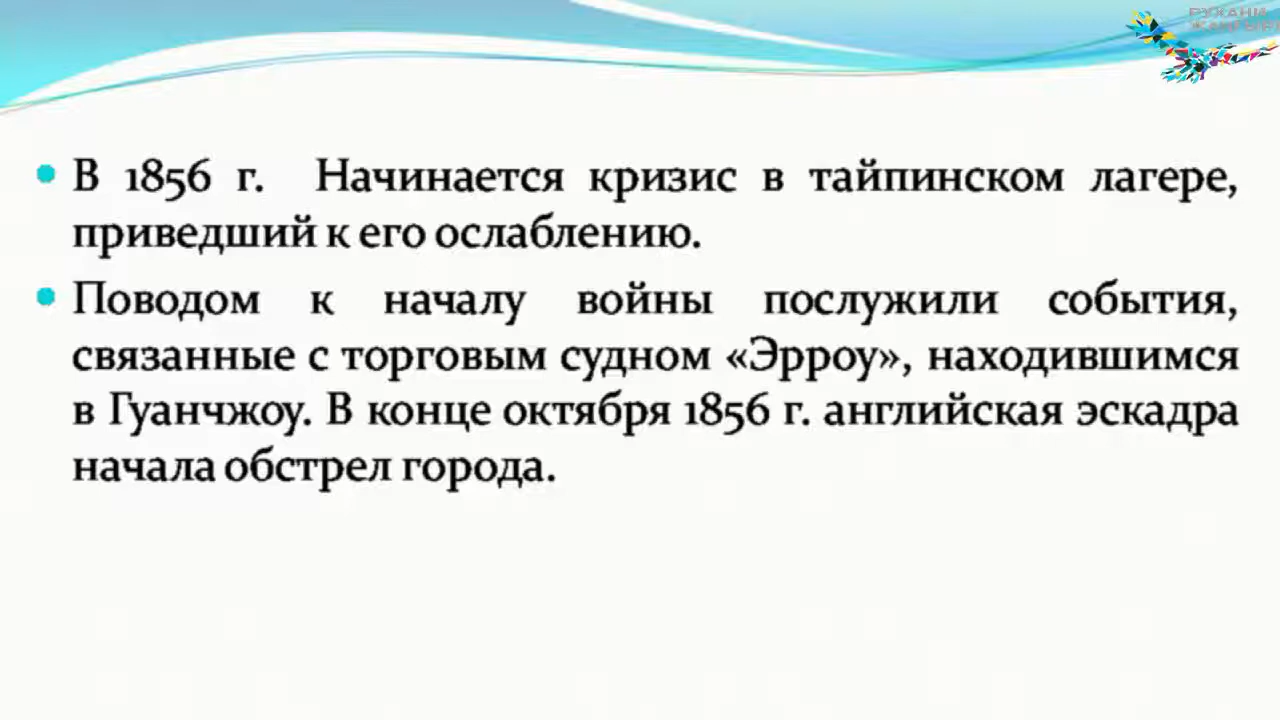 РУХАНИ
В 1856 г. Начинается кризис в тайпинском лагере,
приведший к его ослаблению.
Поводом к началу войны послужили события,
связанные с торговым судном «Эрроу», находившимся
в Гуанчжоу. В конце октября 1856 г. английская эскадра
начала обстрел города.